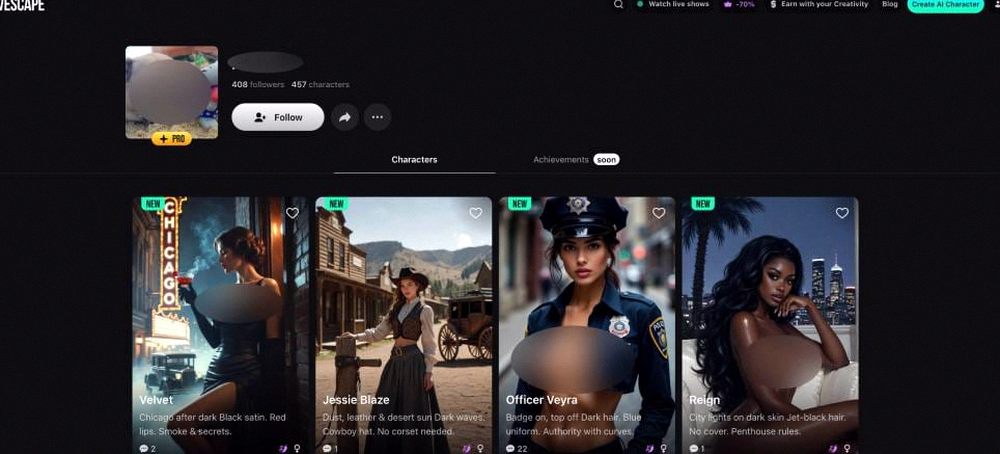 VESCAPE
Watch live shows
-70%
Earn with your Creativity
Blog
Create AI Character
408 followers 457 characters
Follow
PRO
Characters
Achievements soon
NEW
NEW
NEW
NEW
CHICAGO
POLICE
Velvet
Jessie Blaze
Officer Veyra
Reign
Chicago after dark Black satin. Red
lips. Smoke & secrets.
Dust, leather & desert sun Dark waves.
Cowboy hat. No corset needed.
Badge on, top off Dark hair. Blue
uniform. Authority with curves.
City lights on dark skin Jet-black hair.
No cover. Penthouse rules.
2
1
22
1